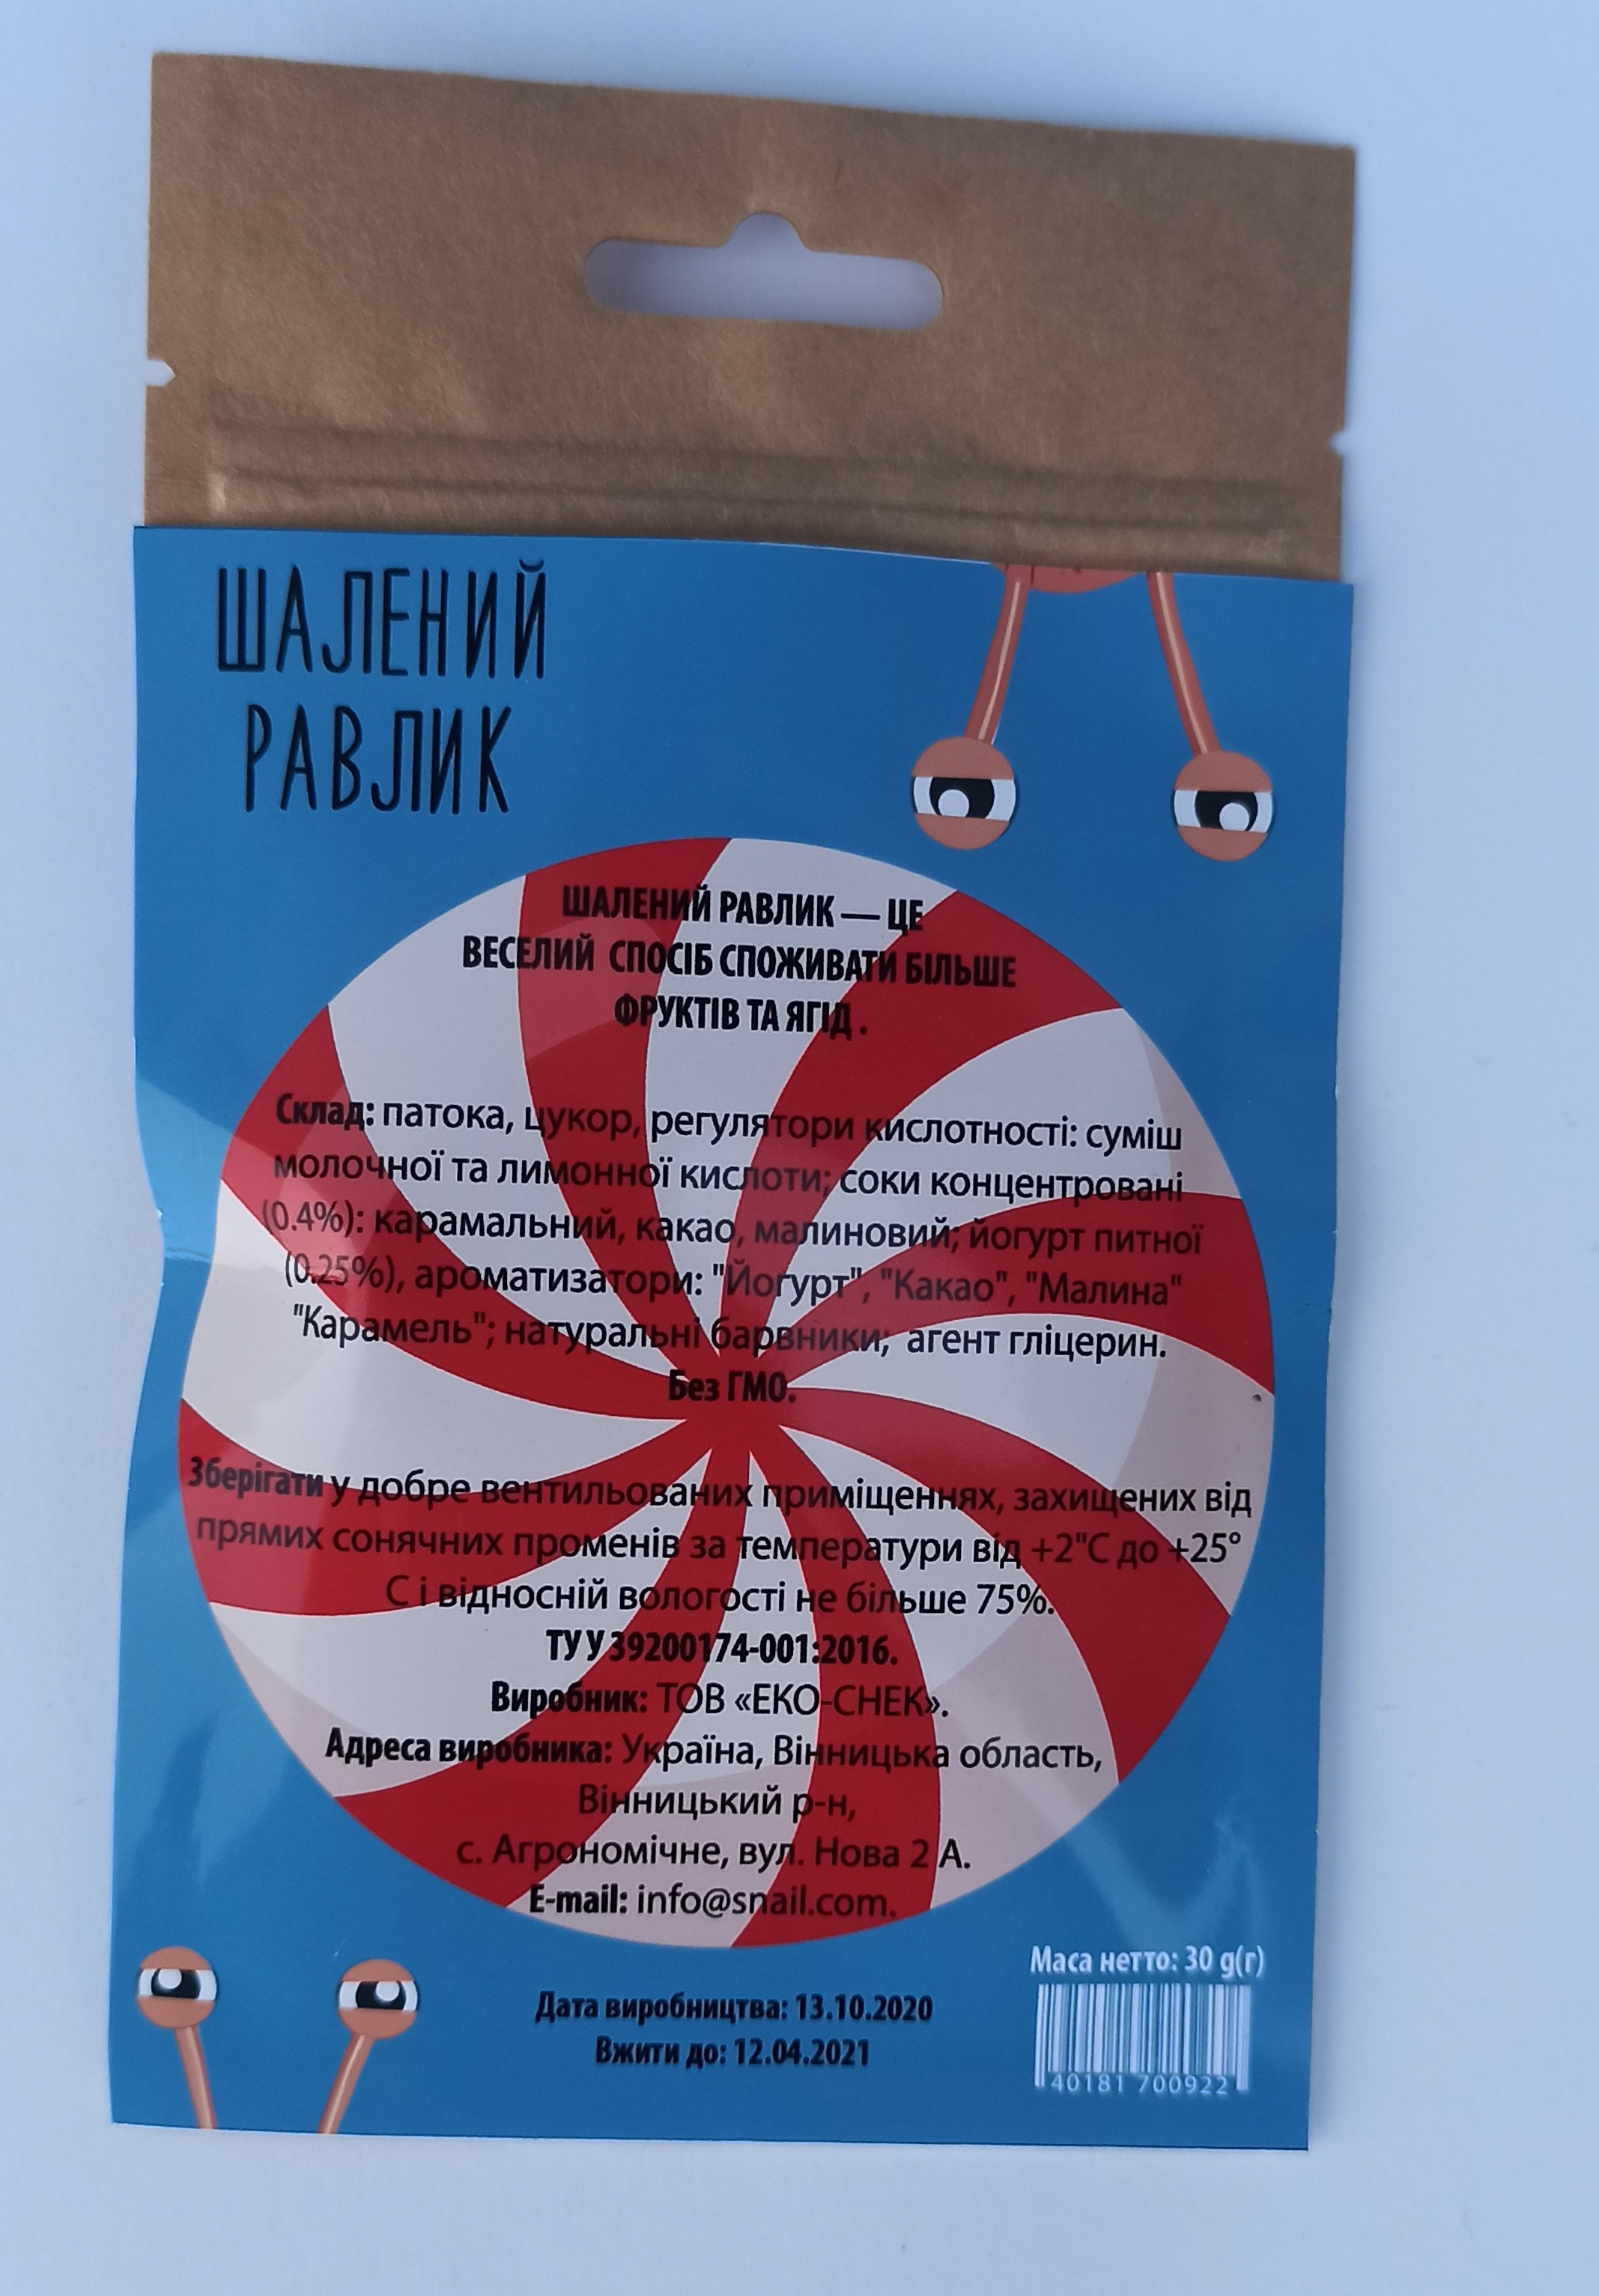 ШАЛЕНИЙ
РАВЛИК
ШАЛЕНИЙ РАВЛИК — ЦЕ
ВЕСЕЛИЙ СПОСІБ СПОЖИВАТИ БІЛЬШЕ
ФРУКТІВ ТА ЯГІД .
Склад: патока, цукор, регулятори кислотності: суміш
молочної та лимонної кислоти; соки концентровані
(0.4%): карамальний, какао, малиновий; йогурт питної
(0.25%), ароматизатори: "Йогурт", "Какао", "Малина"
"Карамель"; натуральні барвники; агент гліцерин.
Без ГМО.
Зберігати у добре вентильованих приміщеннях, захищених від
прямих сонячних променів за температури від +2"С до +25°
С і відносній вологості не більше 75%.
ТУ У 39200174-001:2016.
Виробник: ТОВ «ЕКО-СНЕК».
Адреса виробника: Україна, Вінницька область,
Вінницький р-н,
с. Агрономічне, вул. Нова 2 А.
E-mail: info@snail.com.
Маса нетто: 30 g(г)
Дата виробництва: 13.10.2020
Вжити до: 12.04.2021
40181 700922